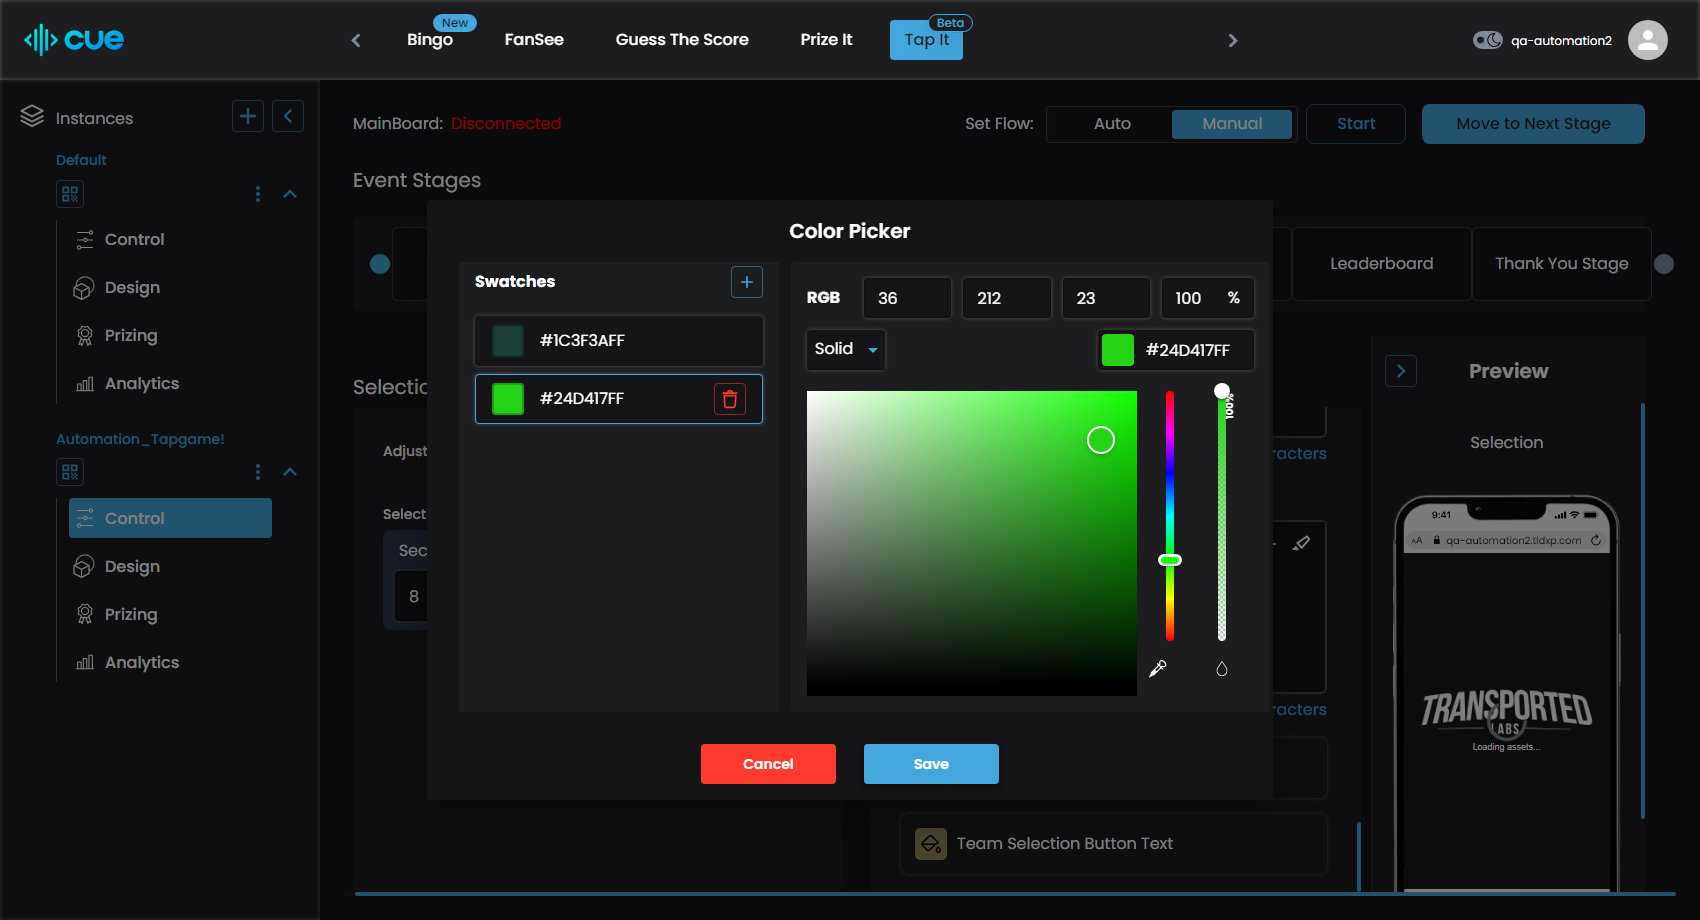 cue
New
Bingo
FanSee
Guess The Score
Prize It
Beta
Tap It
qa-automation2
Instances
Default
Control
Design
Prizing
Analytics
Automation_Tapgame!
Control
Design
Prizing
Analytics
MainBoard: Disconnected
Set Flow:
Auto
Manual
Start
Move to Next Stage
Event Stages
Leaderboard
Thank You Stage
Color Picker
Swatches
#1C3F3AFF
#24D417FF
RGB
36
212
23
100 %
Solid
#24D417FF
100%
Cancel
Save
Selectio
Adjust
Select
Sec
8
racters
racters
Team Selection Button Text
Preview
Selection
9:41
AA
qa-automation2.tldxp.com
TRANSPORTED
LABS
Loading assets...